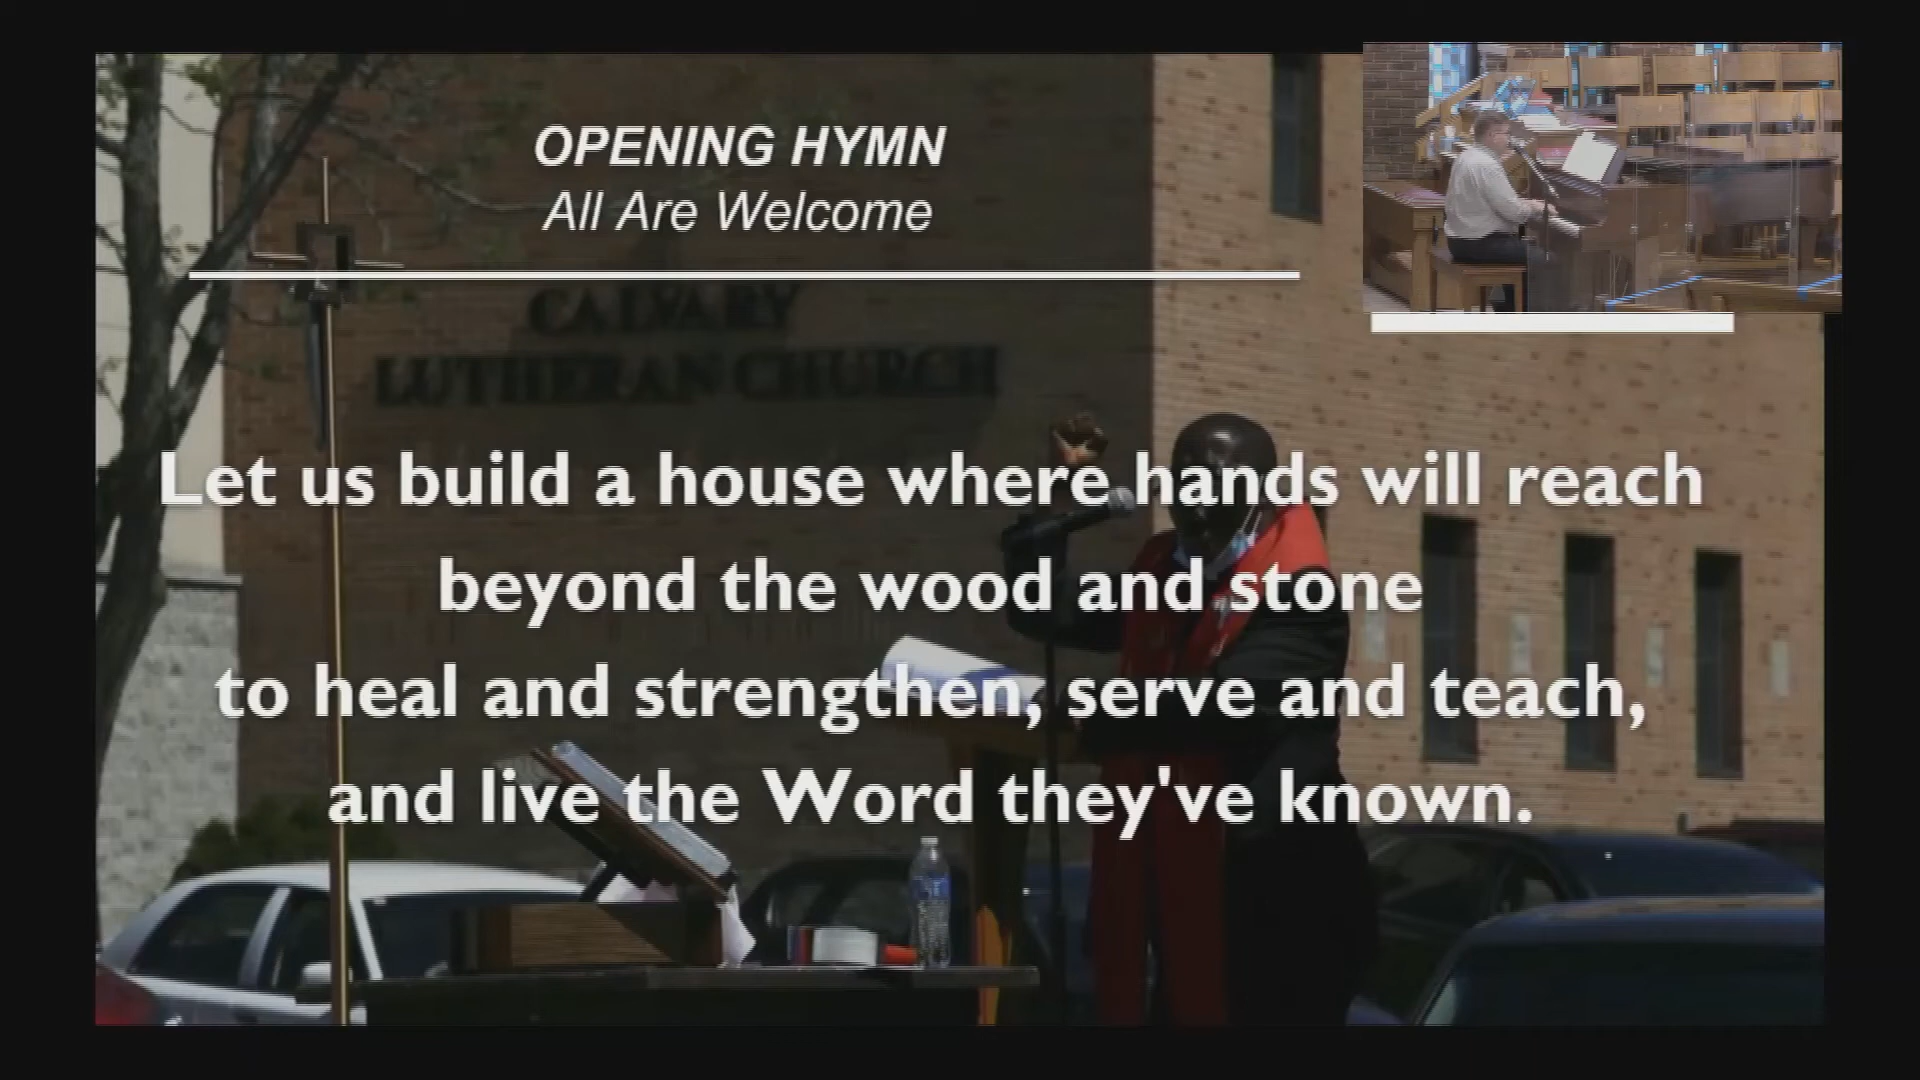 OPENING HYMN
All Are Welcome
CALVARY
LUTHERAN CHURCH
Let us build a house where hands will reach
beyond the wood and stone
to heal and strengthen, serve and teach,
and live the Word they've known.